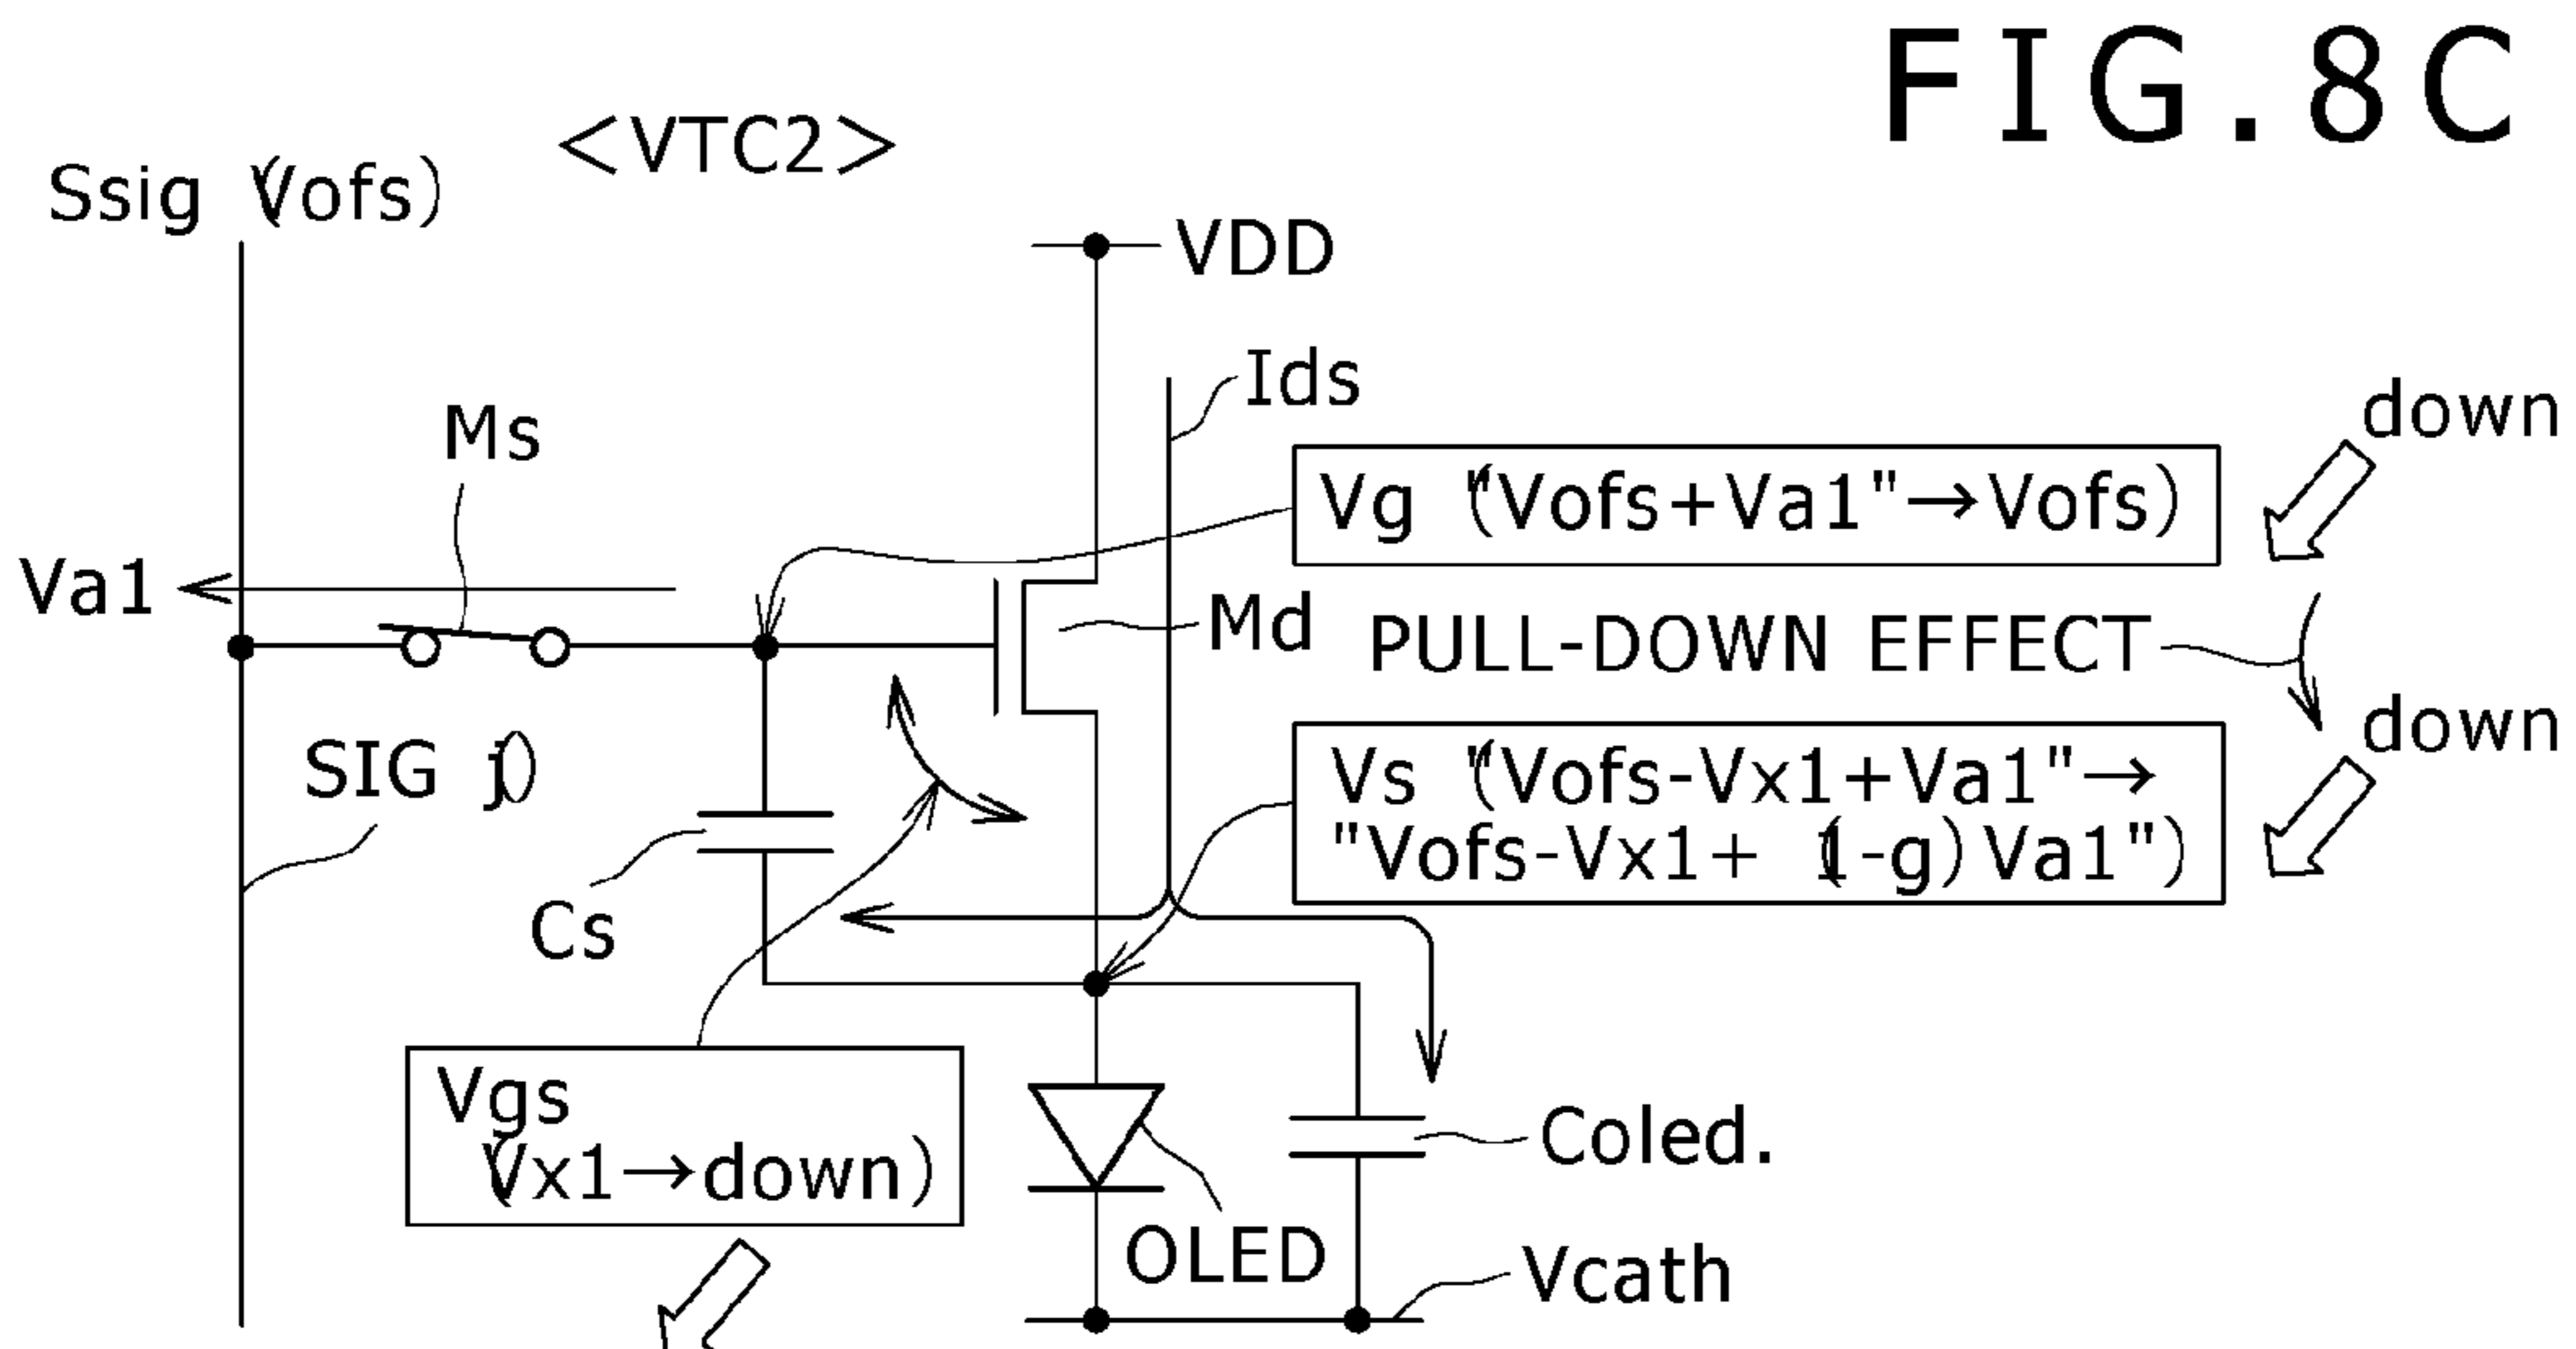 FIG.8C
<VTC2>
Ssig (Vofs)
VDD
Ids
down
Ms
Vg ("Vofs+Va1"→Vofs)
Va1
Md
PULL-DOWN EFFECT
down
SIG (j)
Vs ("Vofs-Vx1+Va1"→
"Vofs-Vx1+ (1-g) Va1")
Cs
Vgs
(Vx1→down)
Coled.
OLED
Vcath